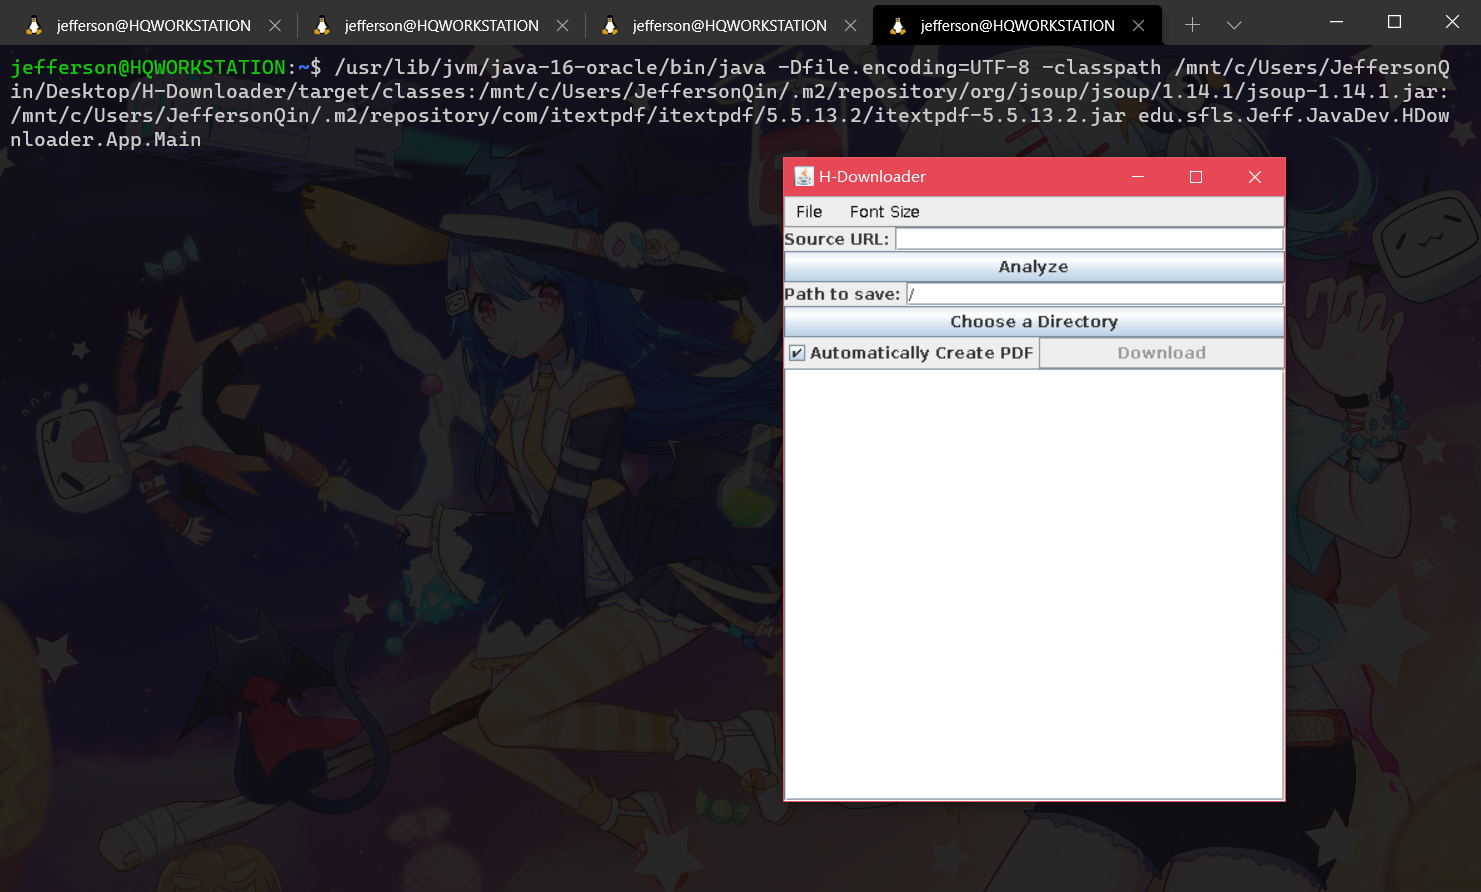 jefferson@HQWORKSTATION jefferson@HQWORKSTATION jefferson@HQWORKSTATION jefferson@HQWORKSTATION
jefferson@HQWORKSTATION:~$ /usr/lib/jvm/java-16-oracle/bin/java -Dfile.encoding=UTF-8 -classpath /mnt/c/Users/JeffersonQ
in/Desktop/H-Downloader/target/classes:/mnt/c/Users/JeffersonQin/.m2/repository/org/jsoup/jsoup/1.14.1/jsoup-1.14.1.jar:
/mnt/c/Users/JeffersonQin/.m2/repository/com/itextpdf/itextpdf/5.5.13.2/itextpdf-5.5.13.2.jar edu.sfls.Jeff.JavaDev.HDow
nloader.App.Main
H-Downloader
File Font Size
Source URL:
Analyze
Path to save: /
Choose a Directory
Automatically Create PDF Download